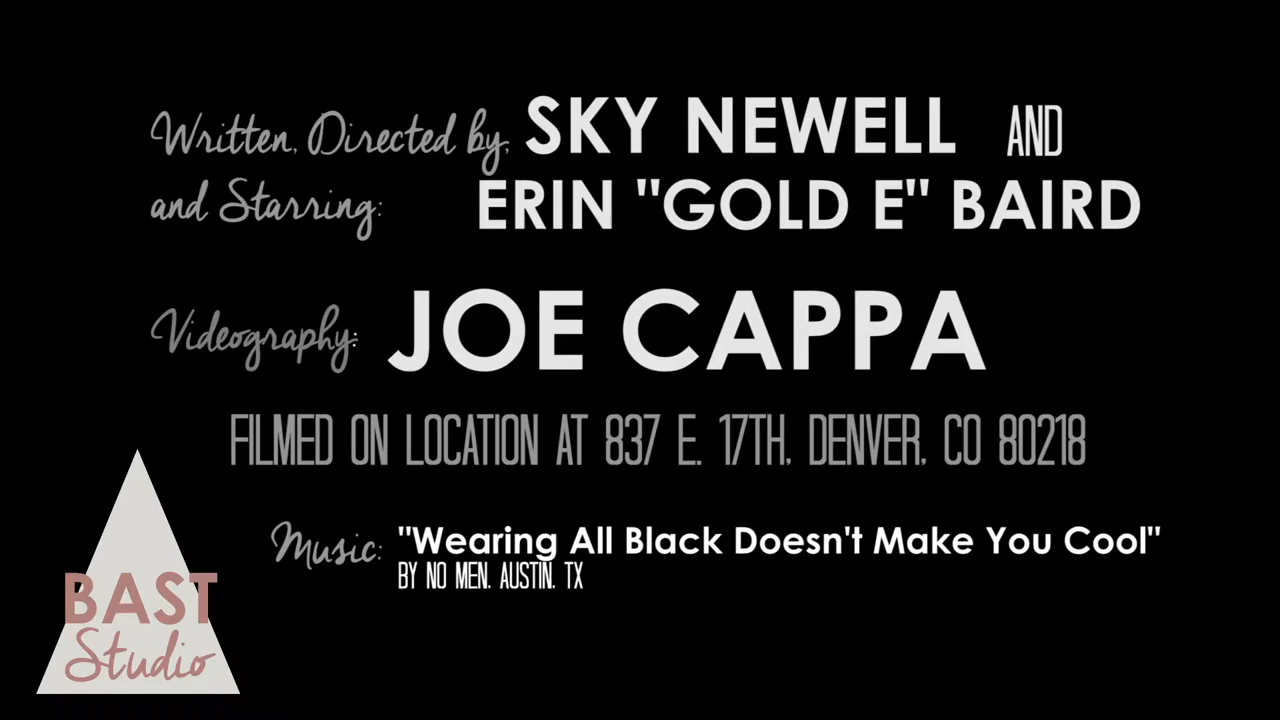 Written, Directed by, SKY NEWELL AND
and Starring: ERIN "GOLD E" BAIRD
Videography: JOE CAPPA
FILMED ON LOCATION AT 837 E. 17TH, DENVER, CO 80218
Music: "Wearing All Black Doesn't Make You Cool"
BY NO MEN, AUSTIN, TX
BAST
Studio